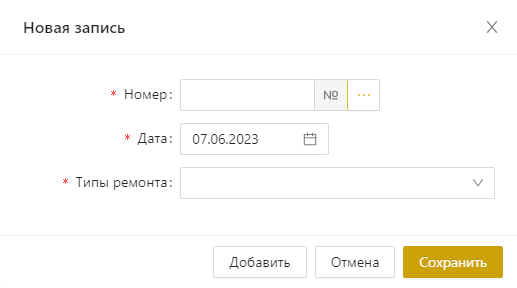 Новая запись
* Номер: № ...
* Дата: 07.06.2023
* Типы ремонта:
Добавить Отмена Сохранить